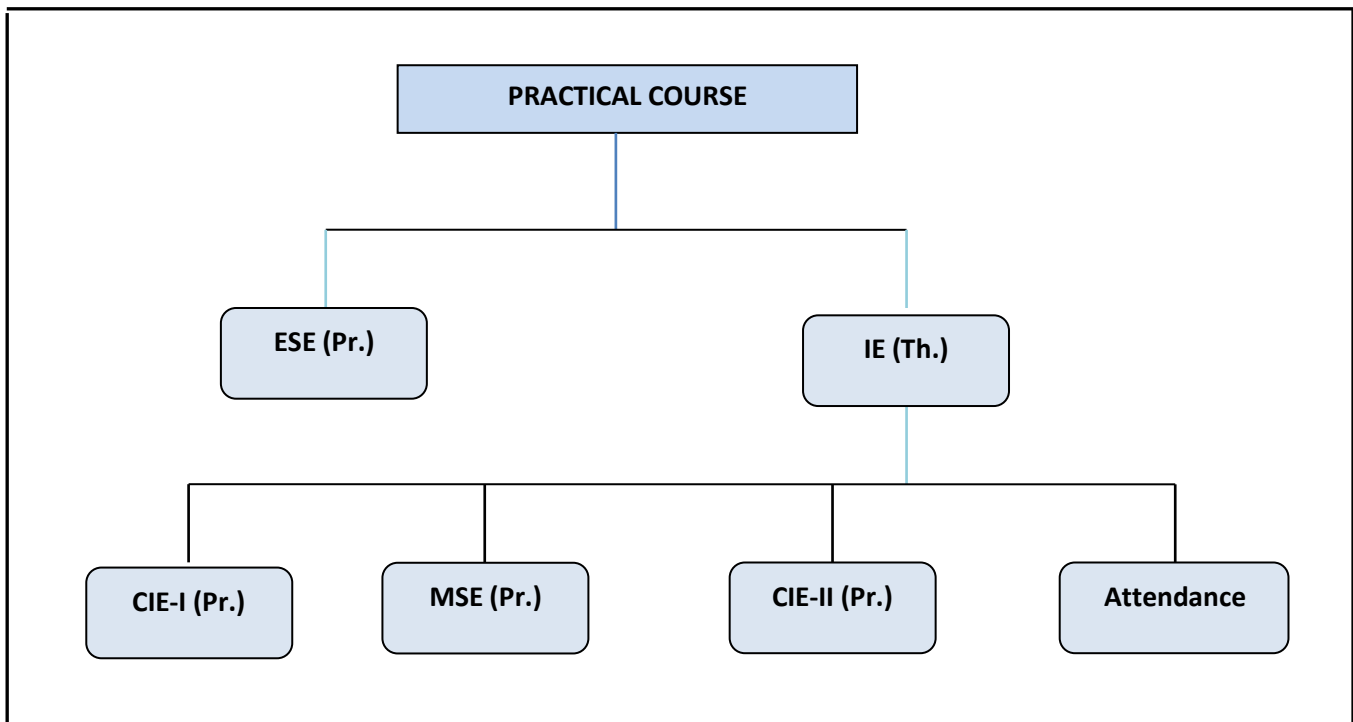 PRACTICAL COURSE
ESE (Pr.)
IE (Th.)
CIE-I (Pr.)
MSE (Pr.)
CIE-II (Pr.)
Attendance